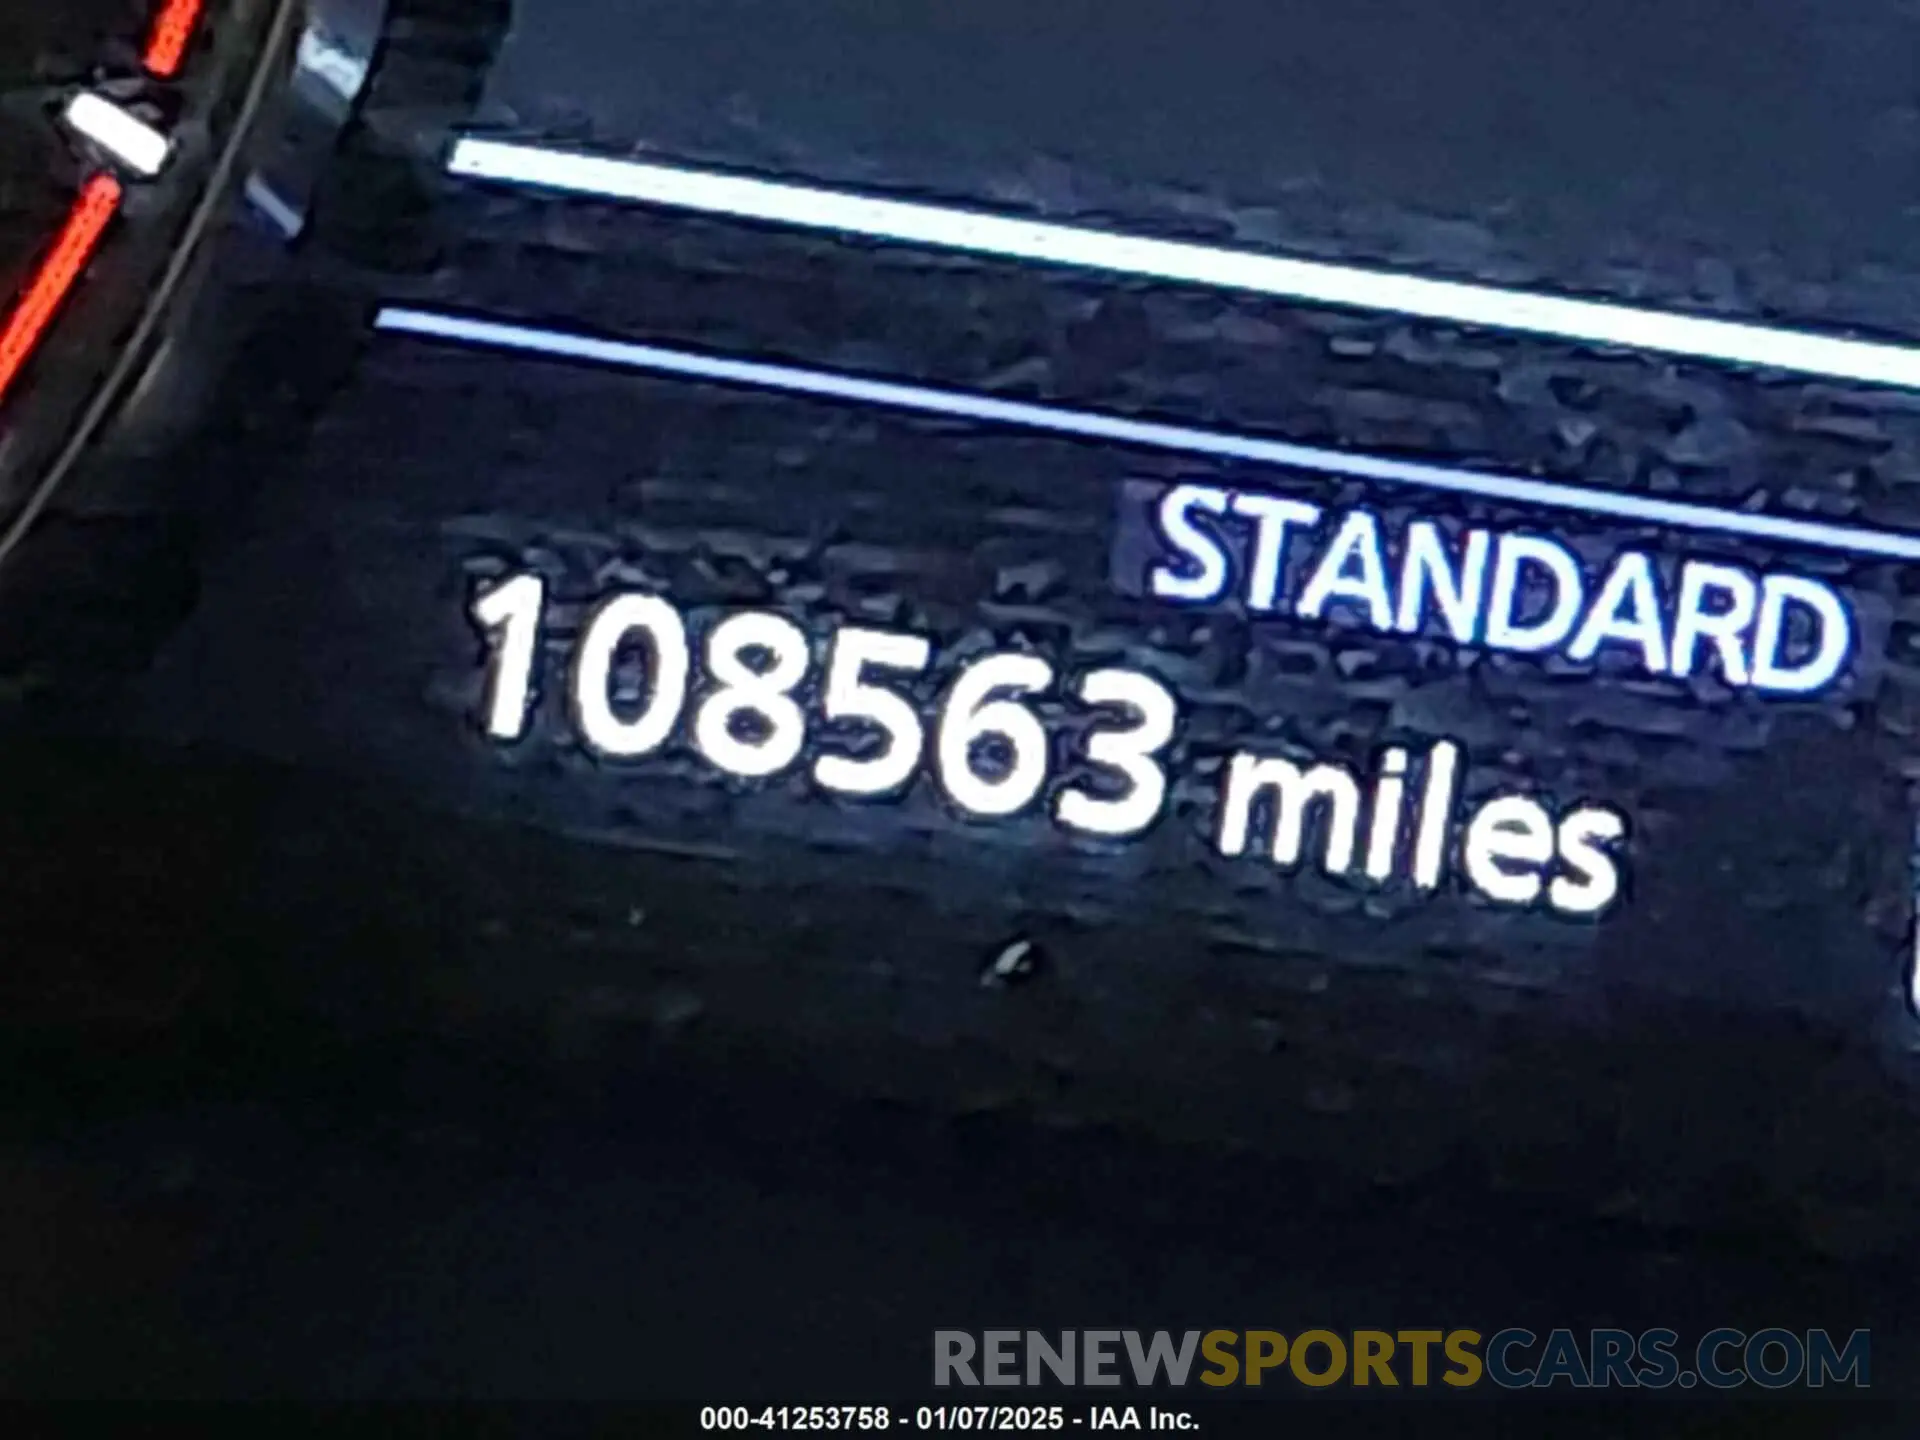 STANDARD
108563 miles
RENEWSPORTSCARS.COM
000-41253758 - 01/07/2025 - IAA Inc.